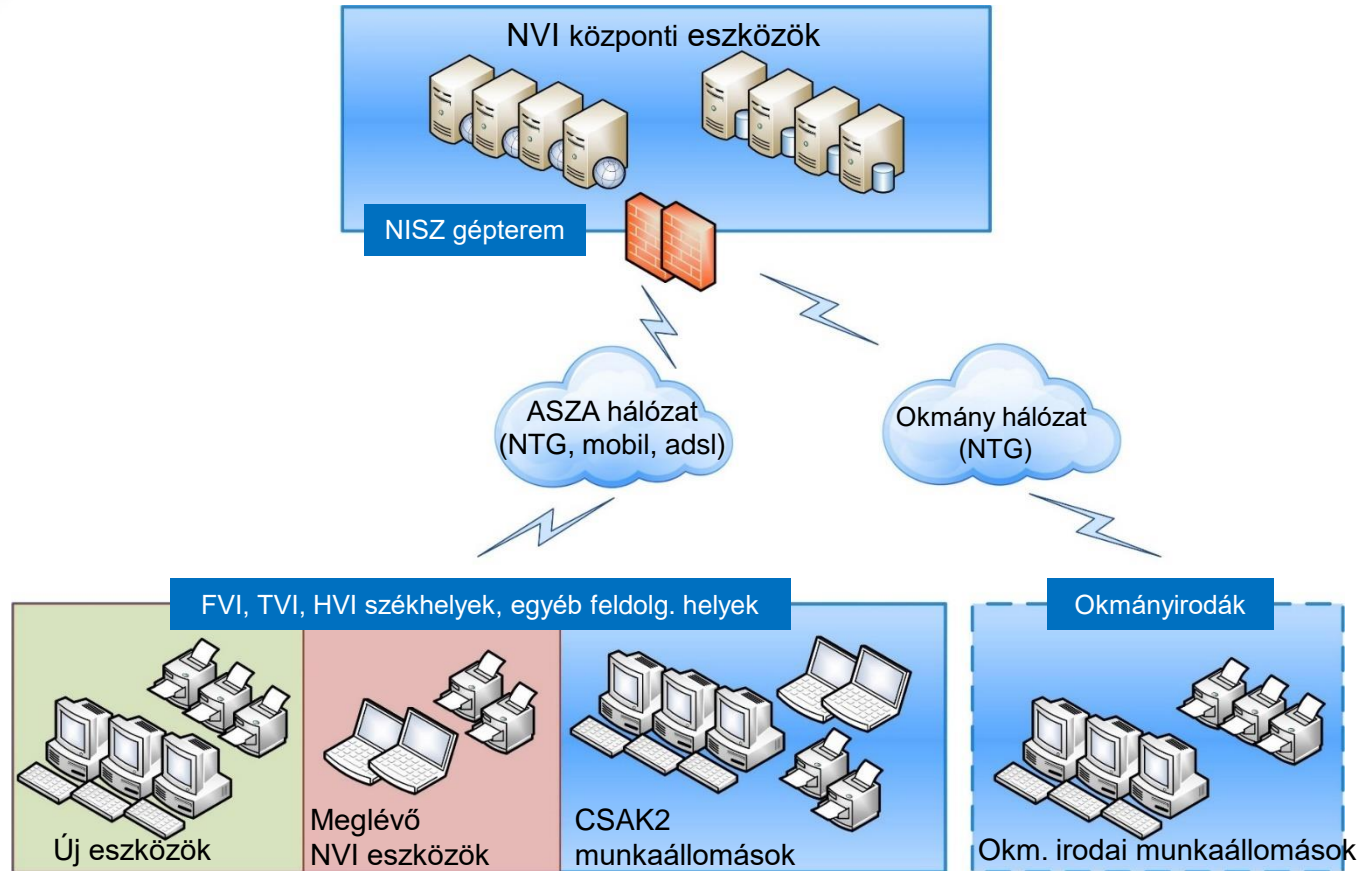 NVI központi eszközök
NISZ gépterem
ASZA hálózat
(NTG, mobil, adsl)
Okmány hálózat
(NTG)
FVI, TVI, HVI székhelyek, egyéb feldolg. helyek
Okmányirodák
Új eszközök
Meglévő
NVI eszközök
CSAK2
munkaállomások
Okm. irodai munkaállomások